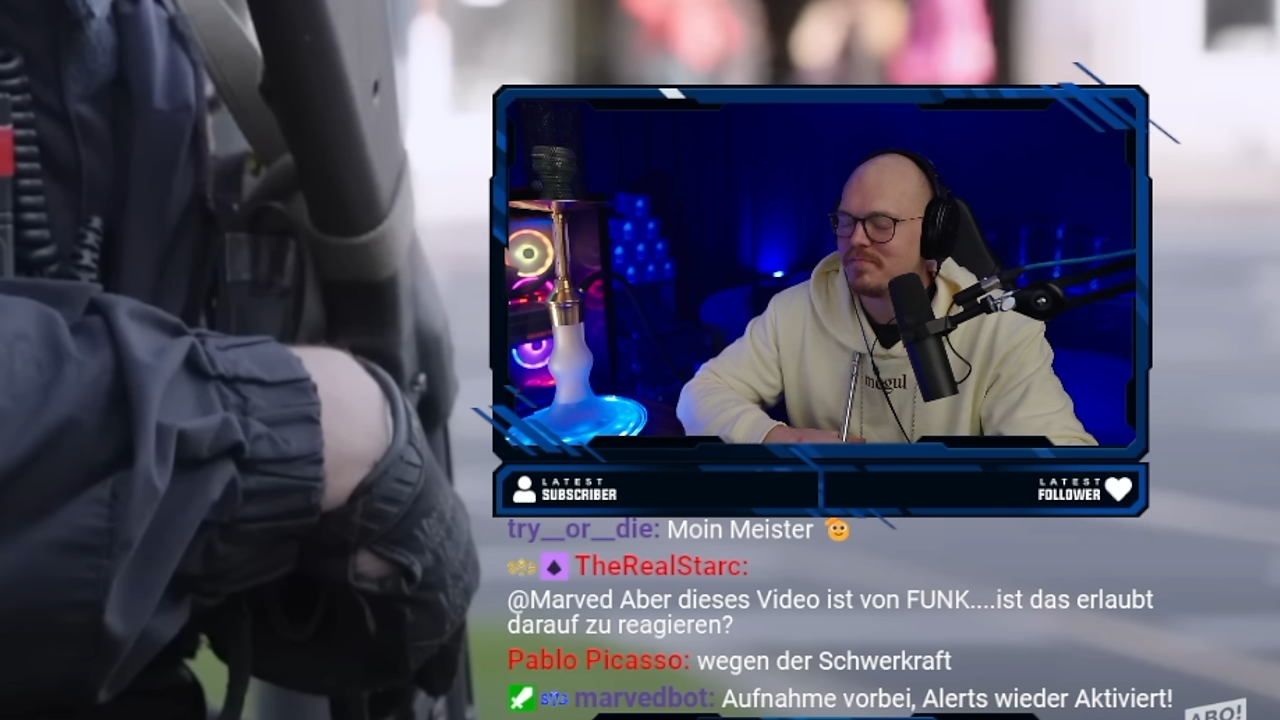 mogul
LATEST
SUBSCRIBER
LATEST
FOLLOWER
try__or__die: Moin Meister
TheRealStarc:
@Marved Aber dieses Video ist von FUNK....ist das erlaubt
darauf zu reagieren?
Pablo Picasso: wegen der Schwerkraft
marvedbot: Aufnahme vorbei, Alerts wieder Aktiviert!
ABO!